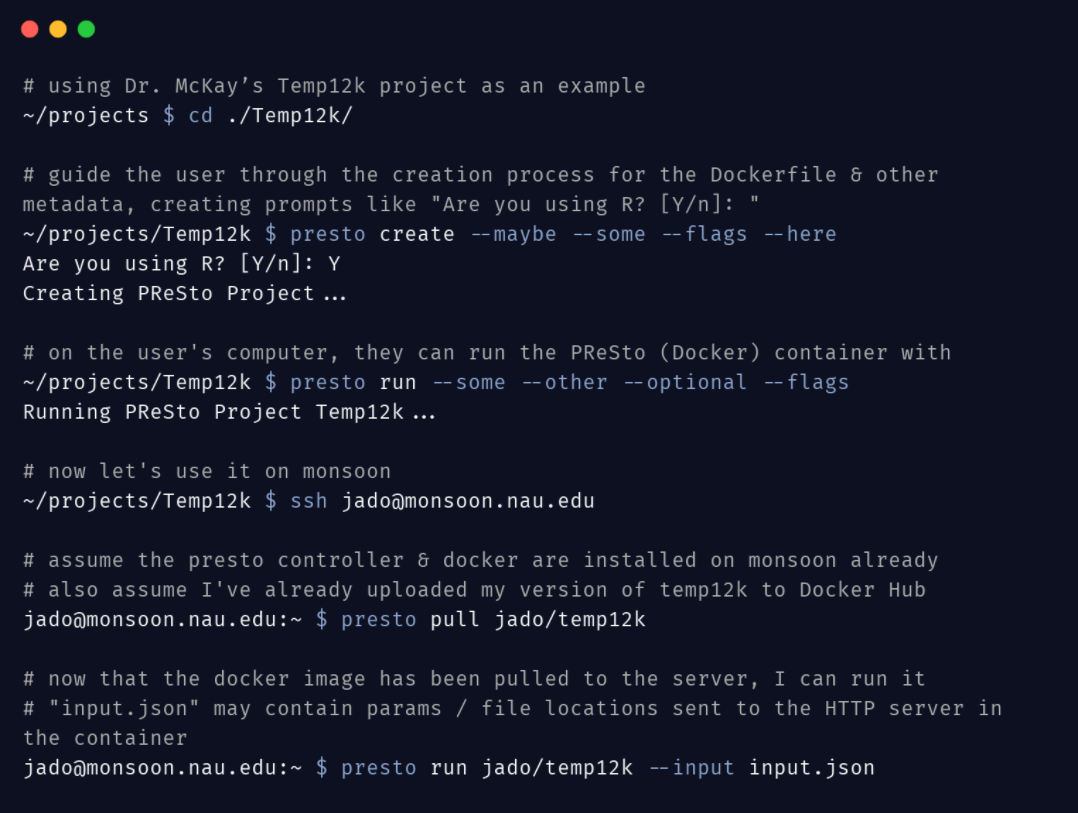 # using Dr. McKay’s Temp12k project as an example
~/projects $ cd ./Temp12k/
# guide the user through the creation process for the Dockerfile & other
metadata, creating prompts like "Are you using R? [Y/n]: "
~/projects/Temp12k $ presto create --maybe --some --flags --here
Are you using R? [Y/n]: Y
Creating PReSto Project...
# on the user's computer, they can run the PReSto (Docker) container with
~/projects/Temp12k $ presto run --some --other --optional --flags
Running PReSto Project Temp12k...
# now let's use it on monsoon
~/projects/Temp12k $ ssh jado@monsoon.nau.edu
# assume the presto controller & docker are installed on monsoon already
# also assume I've already uploaded my version of temp12k to Docker Hub
jado@monsoon.nau.edu:~ $ presto pull jado/temp12k
# now that the docker image has been pulled to the server, I can run it
# "input.json" may contain params / file locations sent to the HTTP server in
the container
jado@monsoon.nau.edu:~ $ presto run jado/temp12k --input input.json